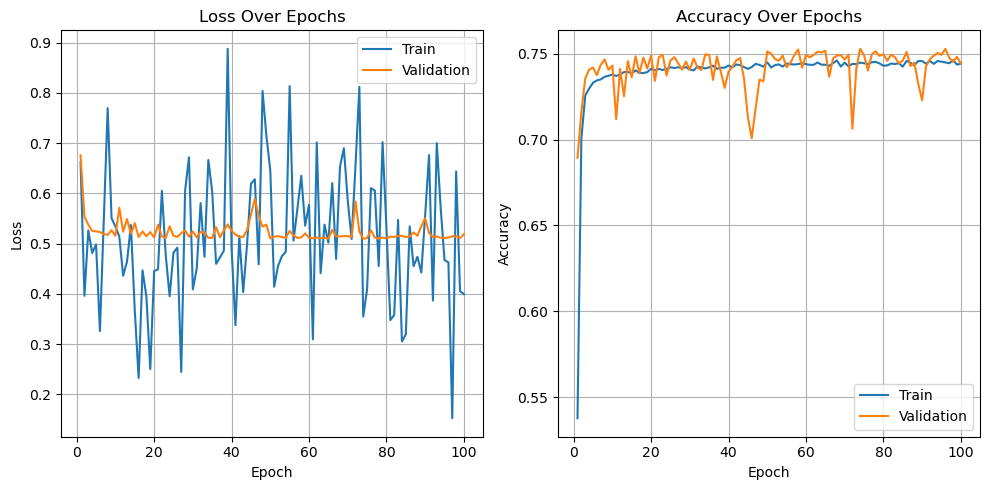 Loss Over Epochs
0.9
0.8
0.7
0.6
0.5
0.4
0.3
0.2
Loss
0 20 40 60 80 100
Epoch
Train
Validation
Accuracy Over Epochs
0.75
0.70
0.65
0.60
0.55
Accuracy
0 20 40 60 80 100
Epoch
Train
Validation